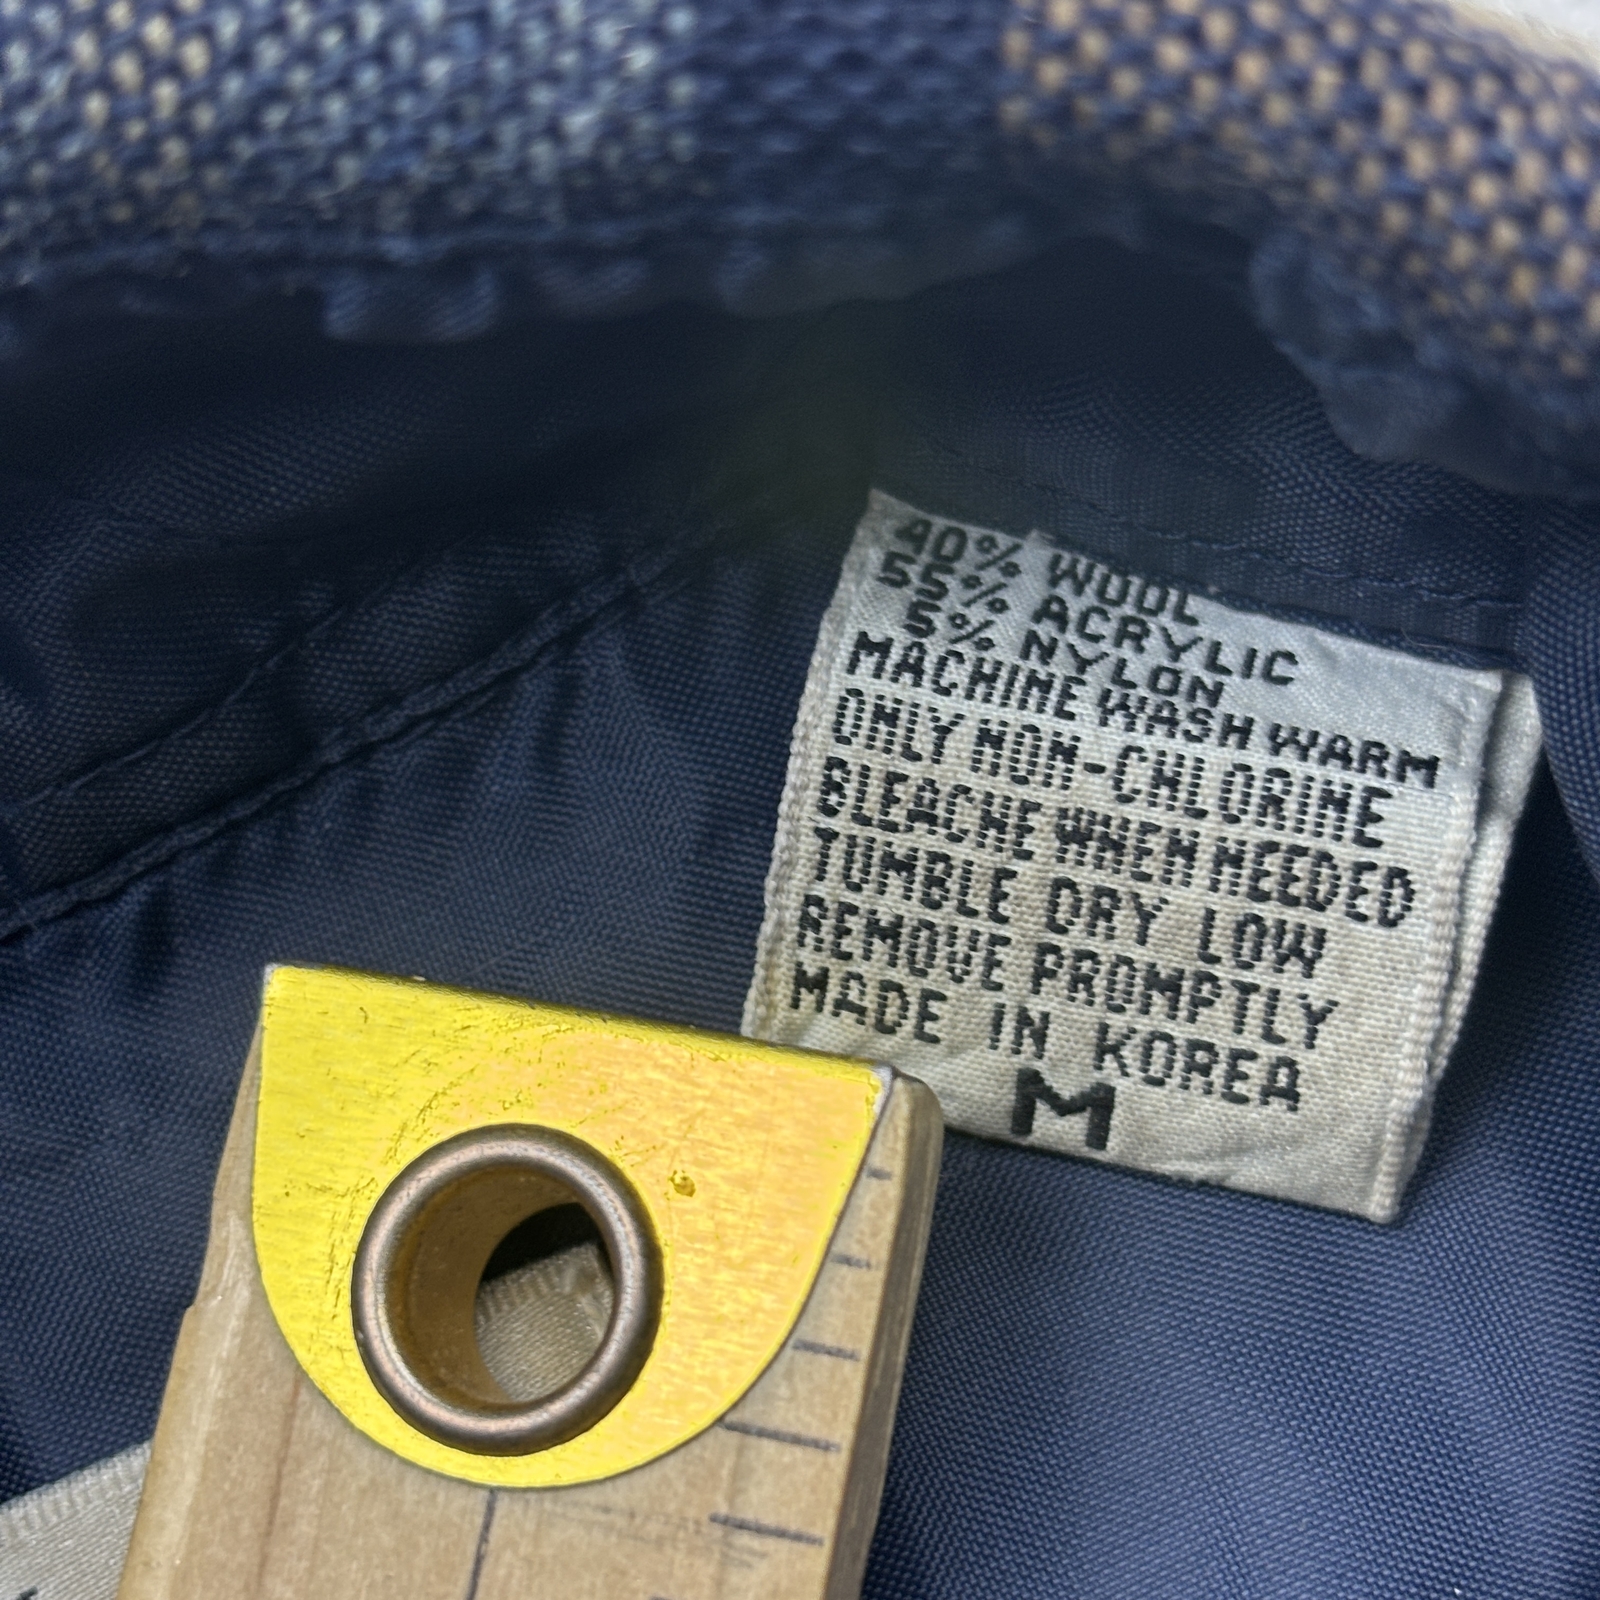 40% WOOL
55% ACRYLIC
5% NYLON
MACHINE WASH WARM
ONLY NON-CHLORINE
BLEACHE WHEN NEEDED
TUMBLE DRY LOW
REMOVE PROMPTLY
MADE IN KOREA
M